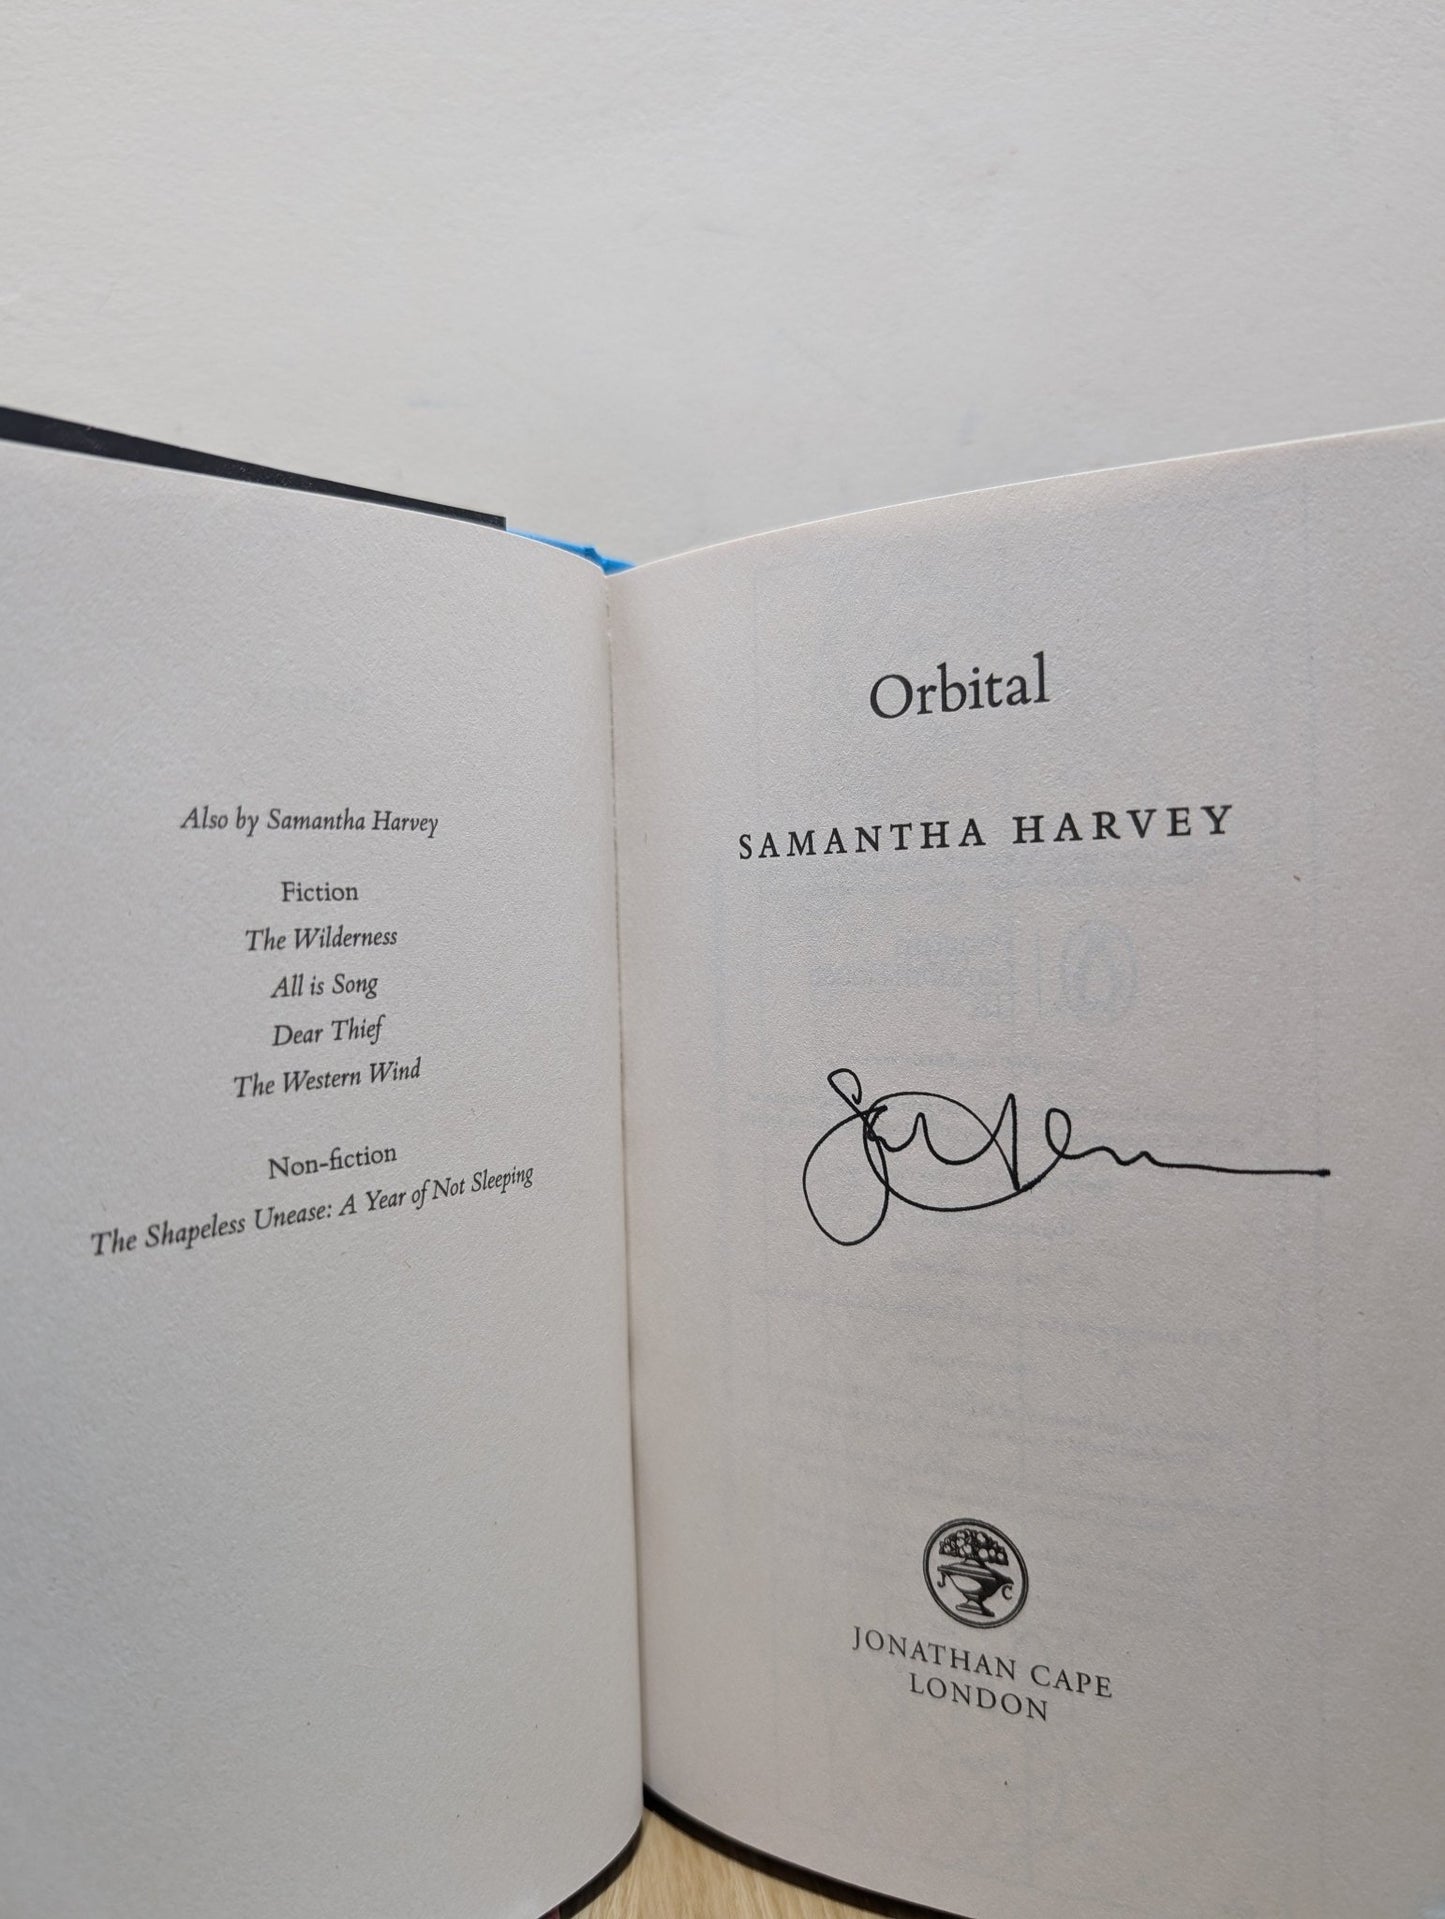 Also by Samantha Harvey
Fiction
The Wilderness
All is Song
Dear Thief
The Western Wind
Non-fiction
The Shapeless Unease: A Year of Not Sleeping
Orbital
SAMANTHA HARVEY
J C
JONATHAN CAPE
LONDON